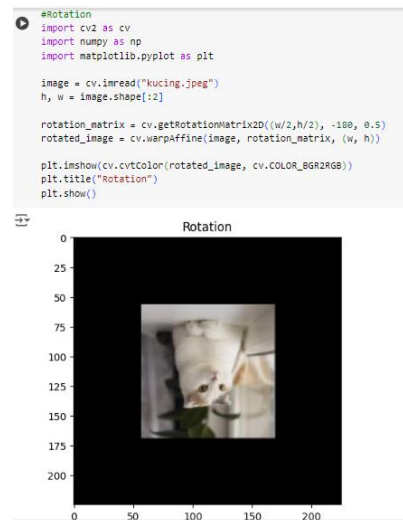 #Rotation
import cv2 as cv
import numpy as np
import matplotlib.pyplot as plt
image = cv.imread("kucing.jpeg")
h, w = image.shape[:2]
rotation_matrix = cv.getRotationMatrix2D((w/2,h/2), -180, 0.5)
rotated_image = cv.warpAffine(image, rotation_matrix, (w, h))
plt.imshow(cv.cvtColor(rotated_image, cv.COLOR_BGR2RGB))
plt.title("Rotation")
plt.show()
Rotation
0
25
50
75
100
125
150
175
200
0 50 100 150 200